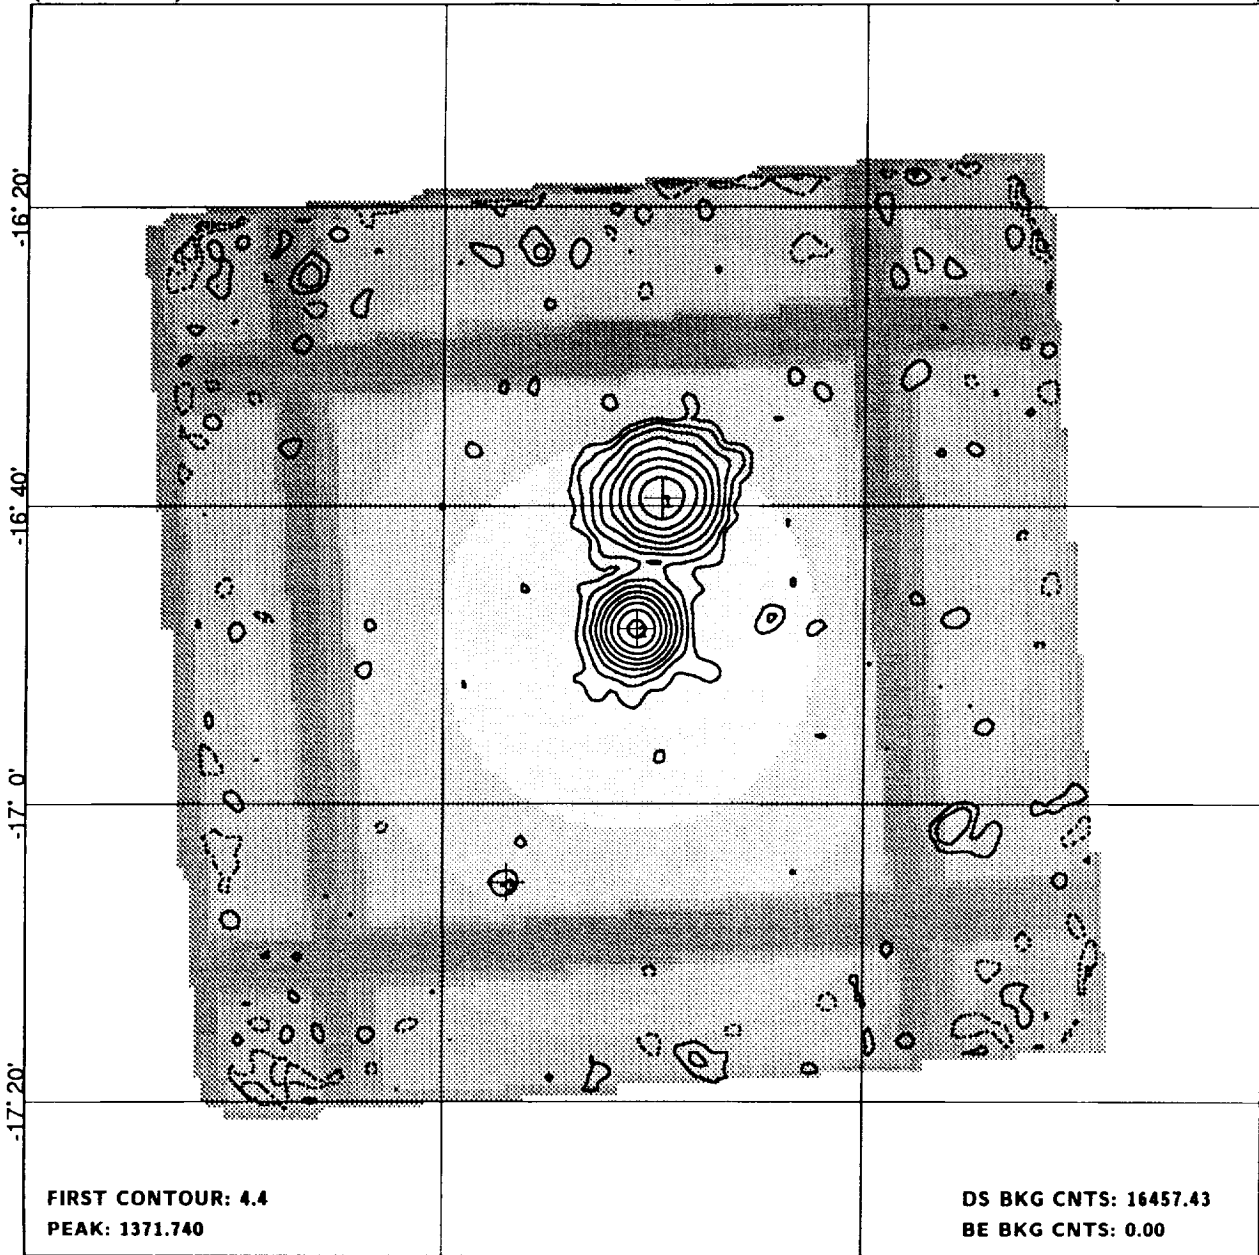 -16° 20'
-16° 40'
-17° 0'
-17° 20'
FIRST CONTOUR: 4.4
PEAK: 1371.740
DS BKG CNTS: 16457.43
BE BKG CNTS: 0.00